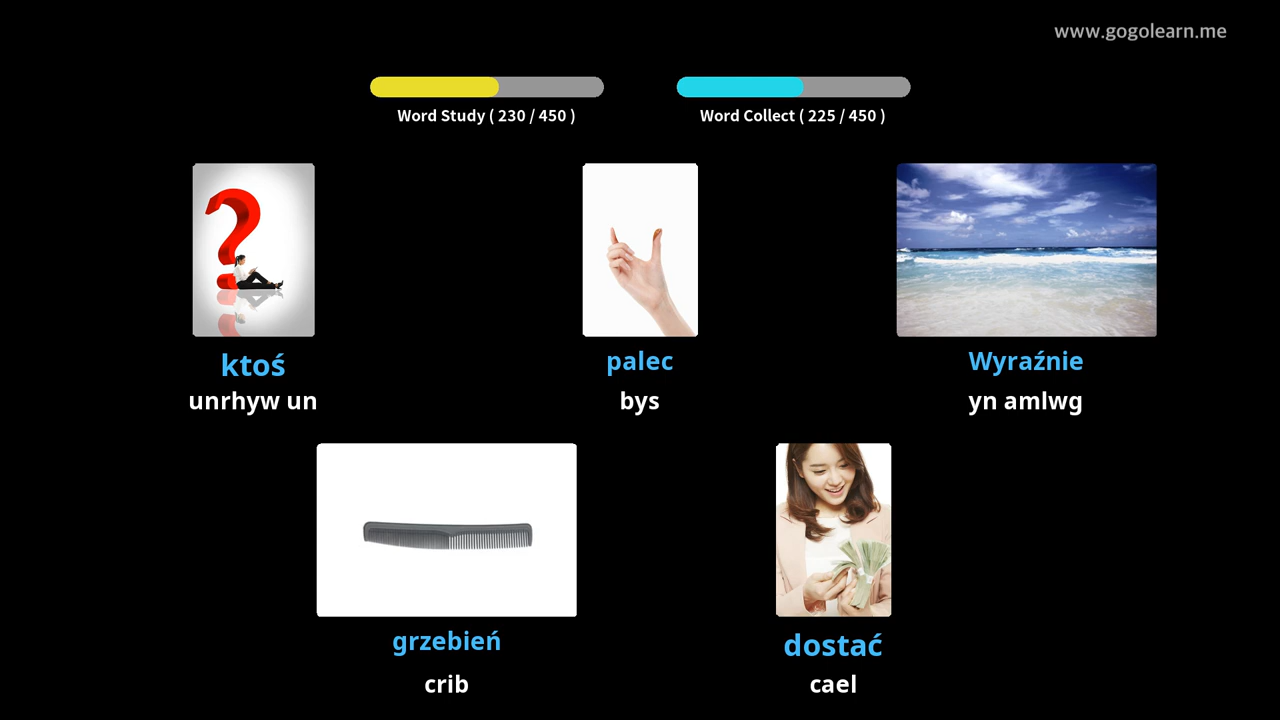 www.gogolearn.me
Word Study ( 230 / 450 )
Word Collect ( 225 / 450 )
ktoś
unrhyw un
palec
bys
Wyraźnie
yn amlwg
grzebień
crib
dostać
cael